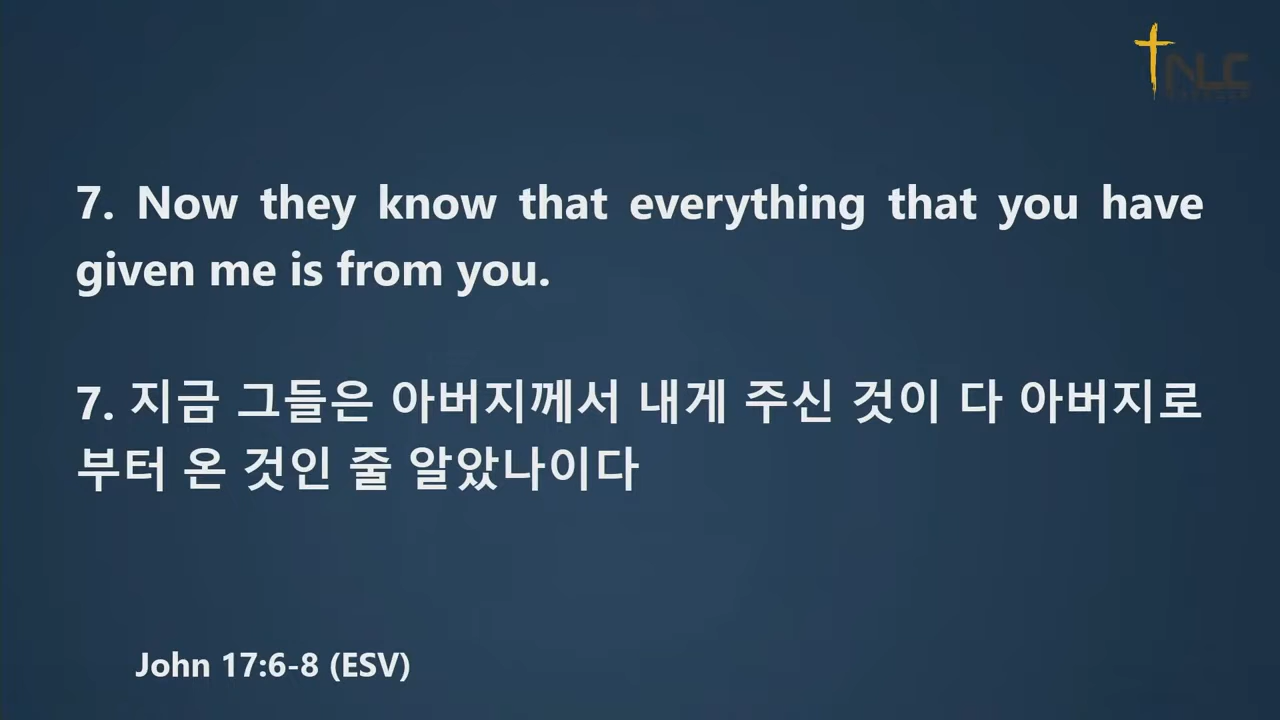 NLC
7. Now they know that everything that you have
given me is from you.
7. 지금 그들은 아버지께서 내게 주신 것이 다 아버지로
부터 온 것인 줄 알았나이다
John 17:6-8 (ESV)